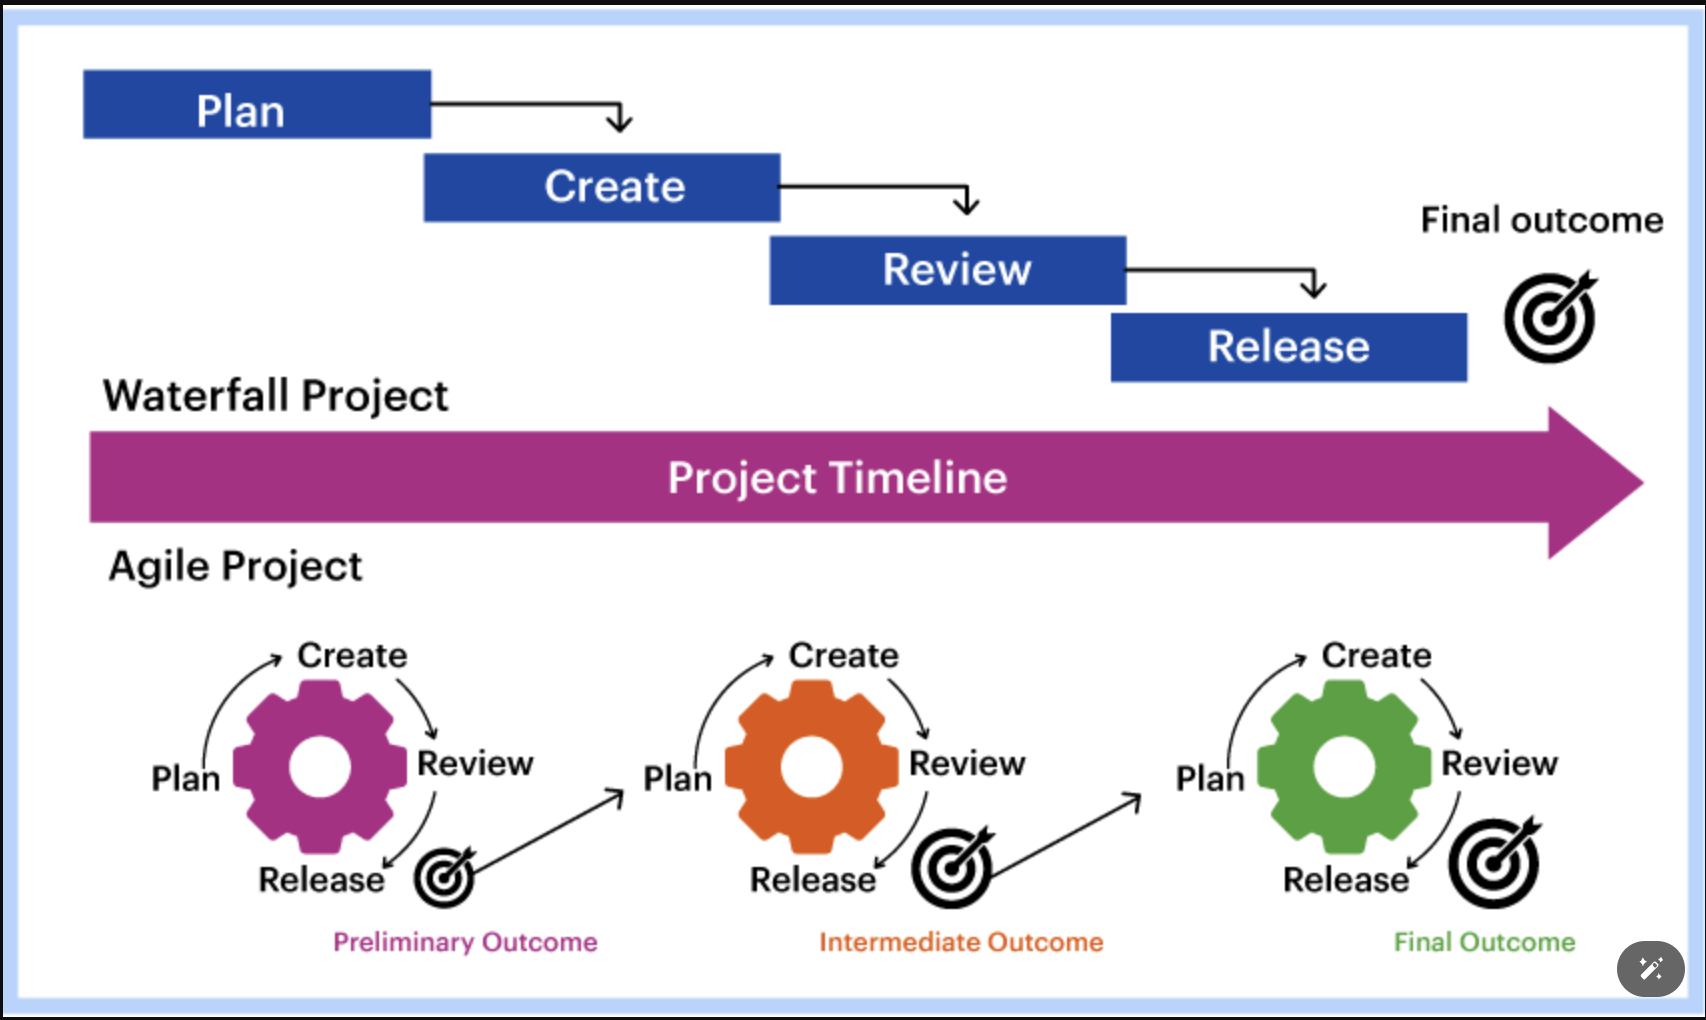 Plan
Create
Review
Release
Final outcome
Waterfall Project
Project Timeline
Agile Project
Create
Plan
Review
Release
Preliminary Outcome
Create
Plan
Review
Release
Intermediate Outcome
Create
Plan
Review
Release
Final Outcome